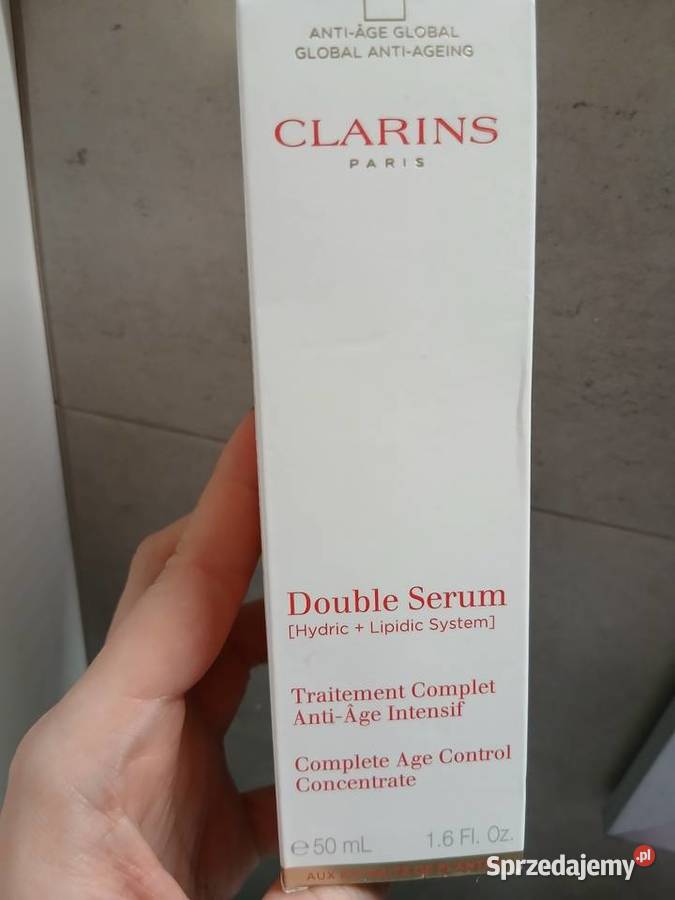 ANTI-ÂGE GLOBAL
GLOBAL ANTI-AGEING
CLARINS
PARIS
Double Serum
[Hydric + Lipidic System]
Traitement Complet
Anti-Âge Intensif
Complete Age Control
Concentrate
e 50 mL 1.6 Fl. Oz.
AUX
Sprzedajemy.pl